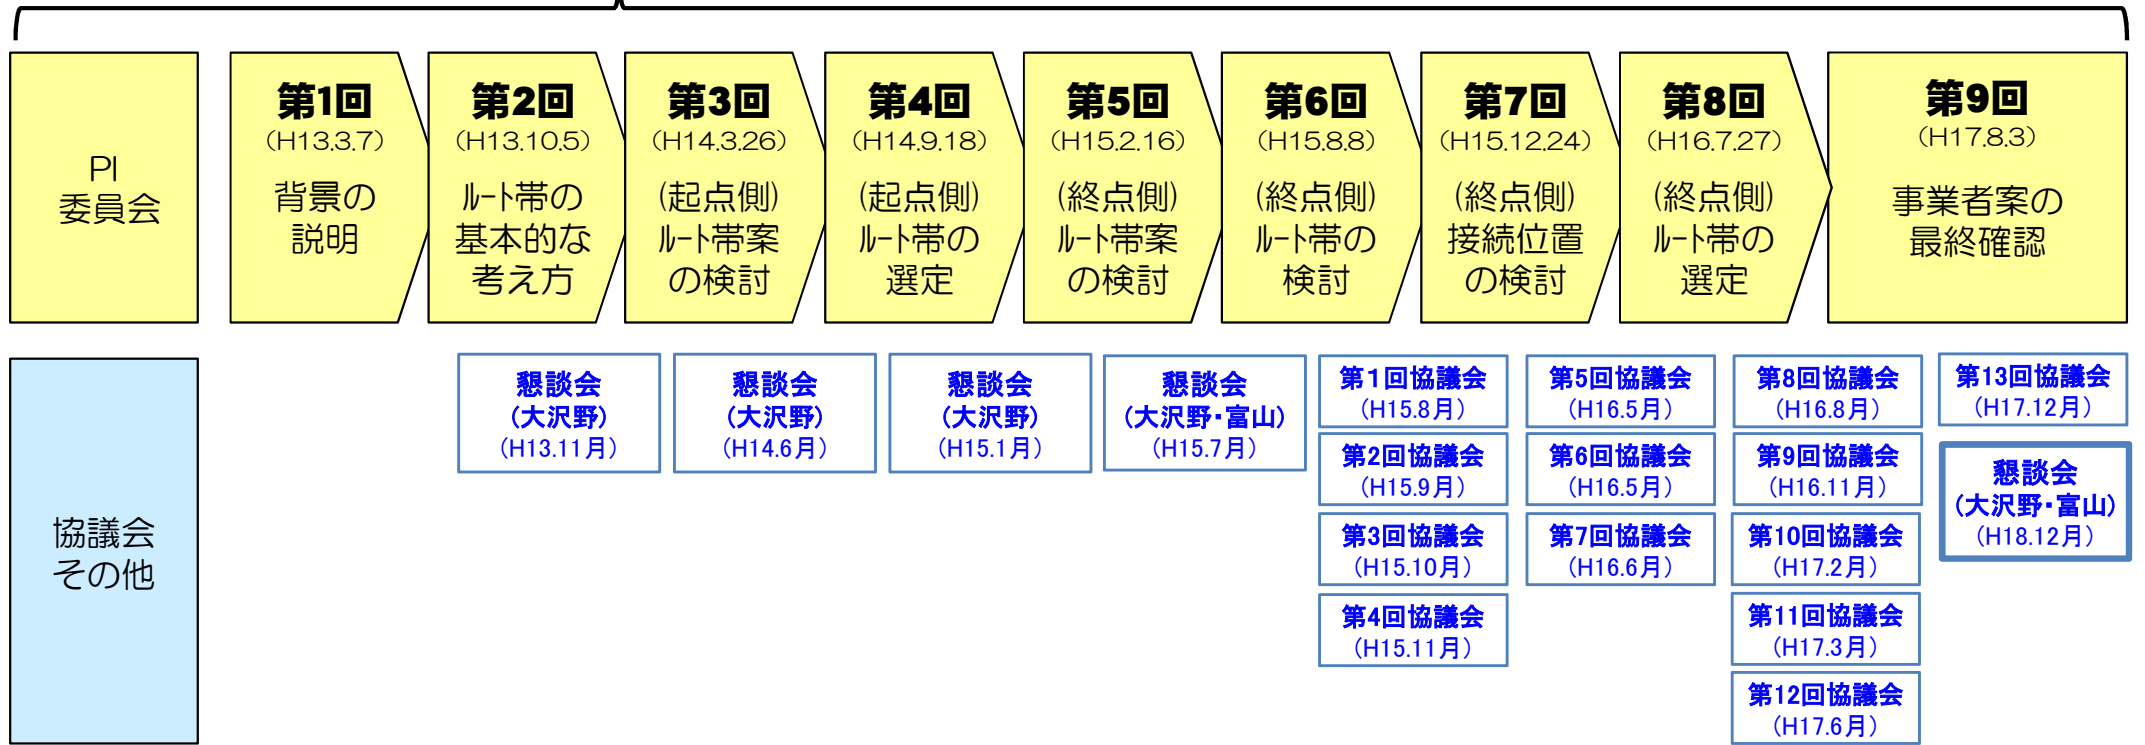 PI
委員会
第1回
(H13.3.7)
背景の
説明
第2回
(H13.10.5)
ﾙｰﾄ帯の
基本的な
考え方
第3回
(H14.3.26)
(起点側)
ﾙｰﾄ帯案
の検討
第4回
(H14.9.18)
(起点側)
ﾙｰﾄ帯の
選定
第5回
(H15.2.16)
(終点側)
ﾙｰﾄ帯案
の検討
第6回
(H15.8.8)
(終点側)
ﾙｰﾄ帯の
検討
第7回
(H15.12.24)
(終点側)
接続位置
の検討
第8回
(H16.7.27)
(終点側)
ﾙｰﾄ帯の
選定
第9回
(H17.8.3)
事業者案の
最終確認
協議会
その他
懇談会
(大沢野)
(H13.11月)
懇談会
(大沢野)
(H14.6月)
懇談会
(大沢野)
(H15.1月)
懇談会
(大沢野・富山)
(H15.7月)
第1回協議会
(H15.8月)
第2回協議会
(H15.9月)
第3回協議会
(H15.10月)
第4回協議会
(H15.11月)
第5回協議会
(H16.5月)
第6回協議会
(H16.5月)
第7回協議会
(H16.6月)
第8回協議会
(H16.8月)
第9回協議会
(H16.11月)
第10回協議会
(H17.2月)
第11回協議会
(H17.3月)
第12回協議会
(H17.6月)
第13回協議会
(H17.12月)
懇談会
(大沢野・富山)
(H18.12月)